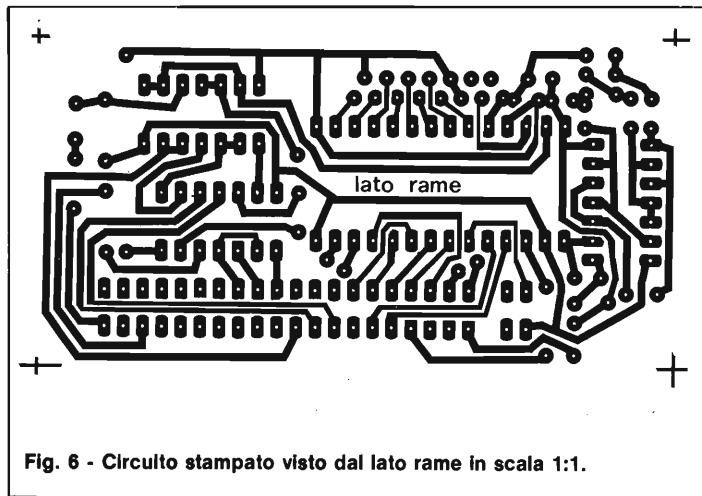 lato rame
Fig. 6 - Circuito stampato visto dal lato rame in scala 1:1.